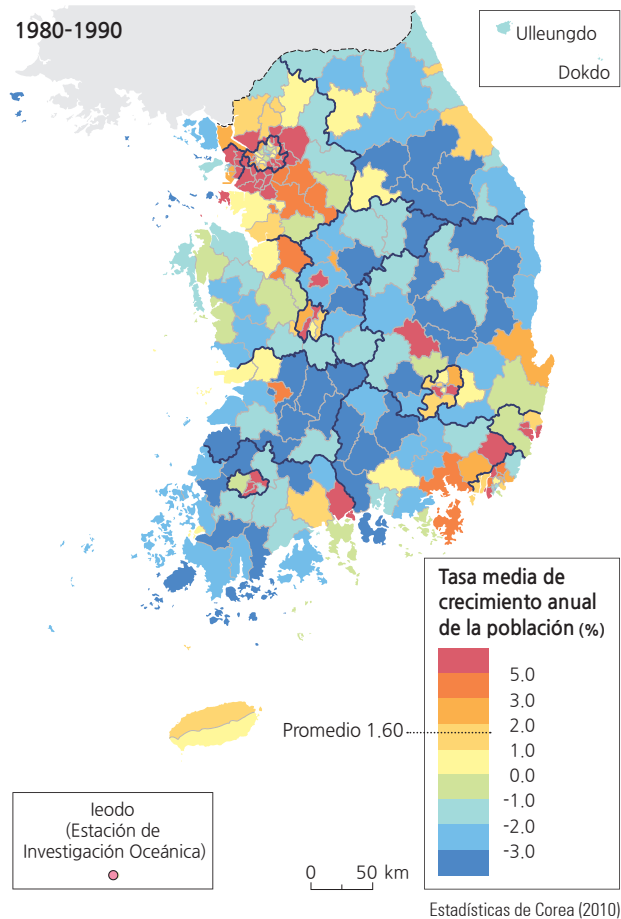 1980-1990
Ulleungdo
Dokdo
Tasa media de
crecimiento anual
de la población (%)
5.0
3.0
2.0
Promedio 1.60
1.0
0.0
-1.0
-2.0
-3.0
Ieodo
(Estación de
Investigación Oceánica)
0 50 km
Estadísticas de Corea (2010)